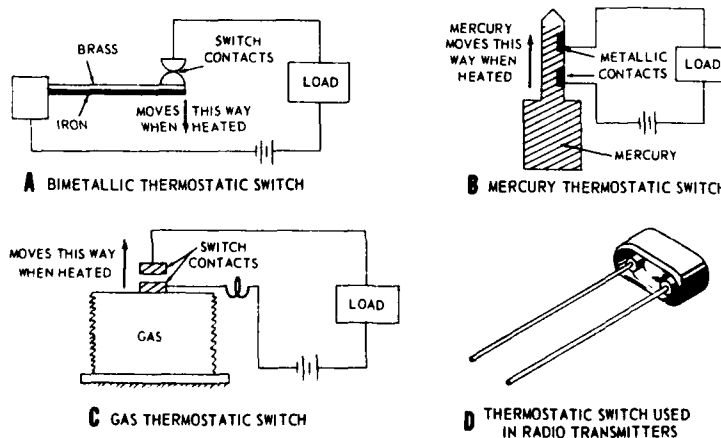 BRASS
SWITCH
CONTACTS
LOAD
IRON
MOVES THIS WAY
WHEN HEATED
A BIMETALLIC THERMOSTATIC SWITCH
MERCURY
MOVES THIS
WAY WHEN
HEATED
METALLIC
CONTACTS
LOAD
MERCURY
B MERCURY THERMOSTATIC SWITCH
MOVES THIS WAY
WHEN HEATED
SWITCH
CONTACTS
GAS
LOAD
C GAS THERMOSTATIC SWITCH
D THERMOSTATIC SWITCH USED
IN RADIO TRANSMITTERS